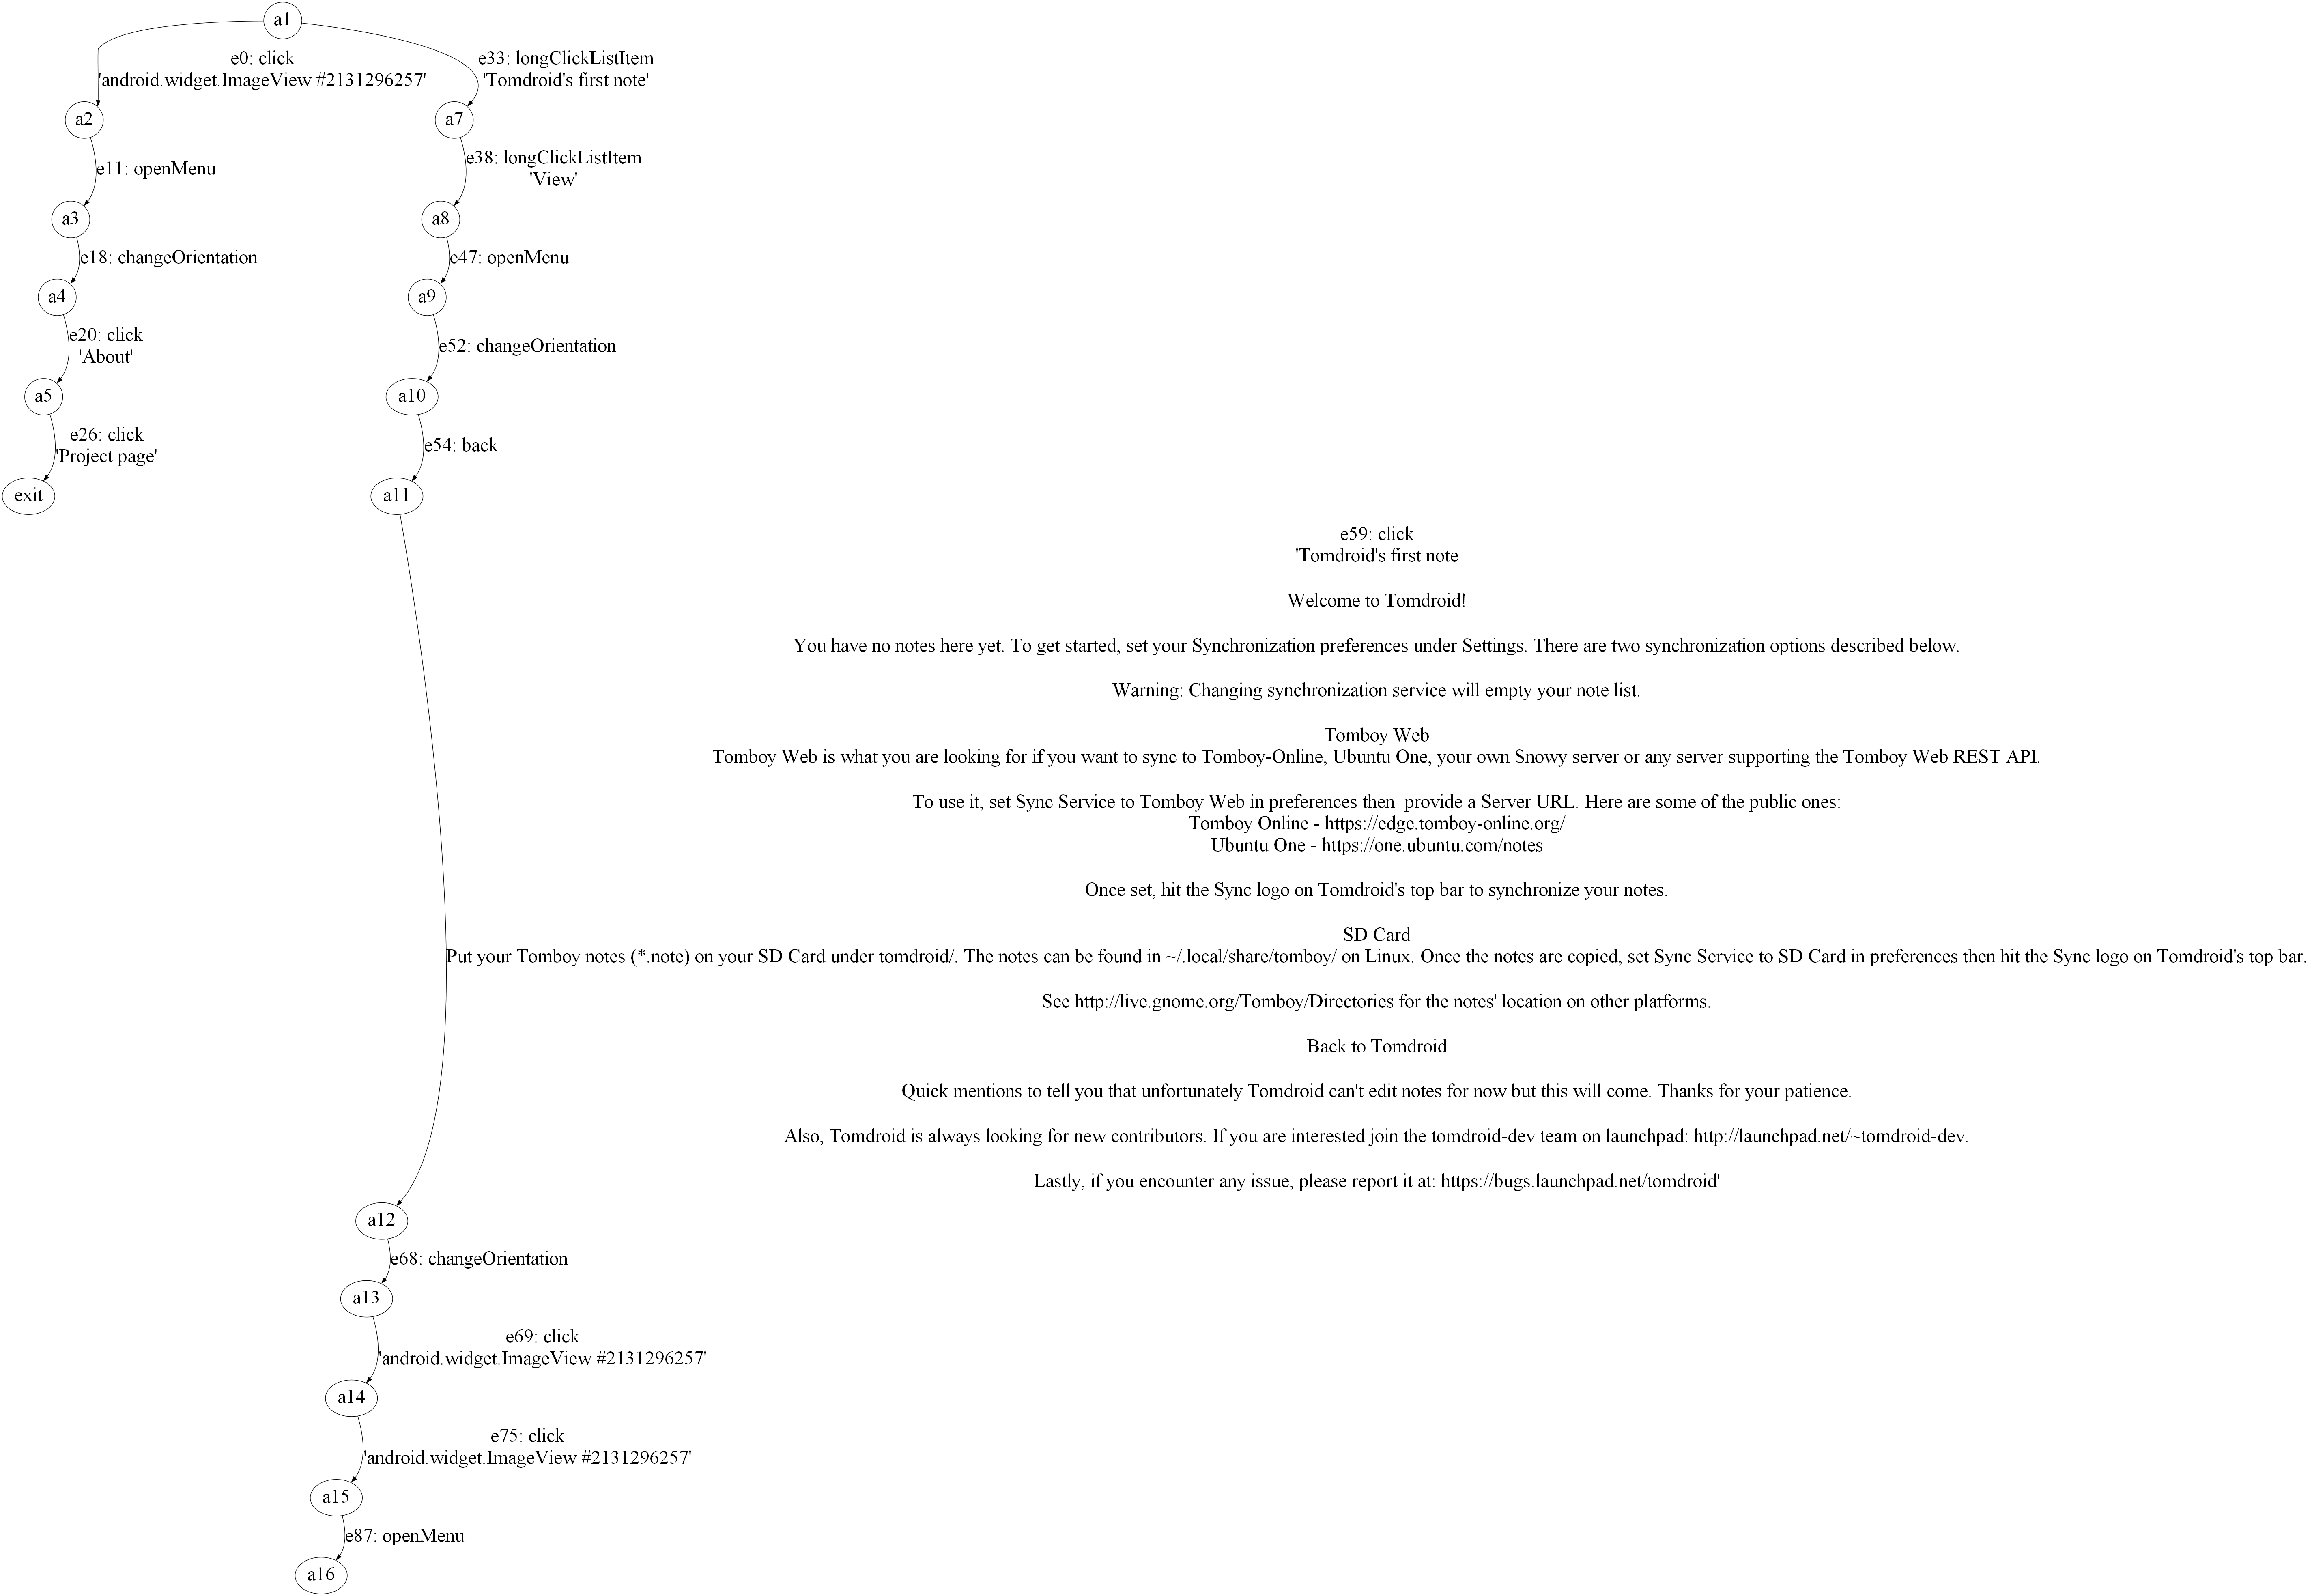 a1
e0: click
'android.widget.ImageView #2131296257'
e33: longClickListItem
'Tomdroid's first note'
a2
a7
e11: openMenu
e38: longClickListItem
'View'
a3
a8
e18: changeOrientation
e47: openMenu
a4
a9
e20: click
'About'
e52: changeOrientation
a5
a10
e26: click
'Project page'
e54: back
exit
a11
e59: click
'Tomdroid's first note
Welcome to Tomdroid!
You have no notes here yet. To get started, set your Synchronization preferences under Settings. There are two synchronization options described below.
Warning: Changing synchronization service will empty your note list.
Tomboy Web
Tomboy Web is what you are looking for if you want to sync to Tomboy-Online, Ubuntu One, your own Snowy server or any server supporting the Tomboy Web REST API.
To use it, set Sync Service to Tomboy Web in preferences then  provide a Server URL. Here are some of the public ones:
Tomboy Online - https://edge.tomboy-online.org/
Ubuntu One - https://one.ubuntu.com/notes
Once set, hit the Sync logo on Tomdroid's top bar to synchronize your notes.
SD Card
Put your Tomboy notes (*.note) on your SD Card under tomdroid/. The notes can be found in ~/.local/share/tomboy/ on Linux. Once the notes are copied, set Sync Service to SD Card in preferences then hit the Sync logo on Tomdroid's top bar.
See http://live.gnome.org/Tomboy/Directories for the notes' location on other platforms.
Back to Tomdroid
Quick mentions to tell you that unfortunately Tomdroid can't edit notes for now but this will come. Thanks for your patience.
Also, Tomdroid is always looking for new contributors. If you are interested join the tomdroid-dev team on launchpad: http://launchpad.net/~tomdroid-dev.
Lastly, if you encounter any issue, please report it at: https://bugs.launchpad.net/tomdroid'
a12
e68: changeOrientation
a13
e69: click
'android.widget.ImageView #2131296257'
a14
e75: click
'android.widget.ImageView #2131296257'
a15
e87: openMenu
a16